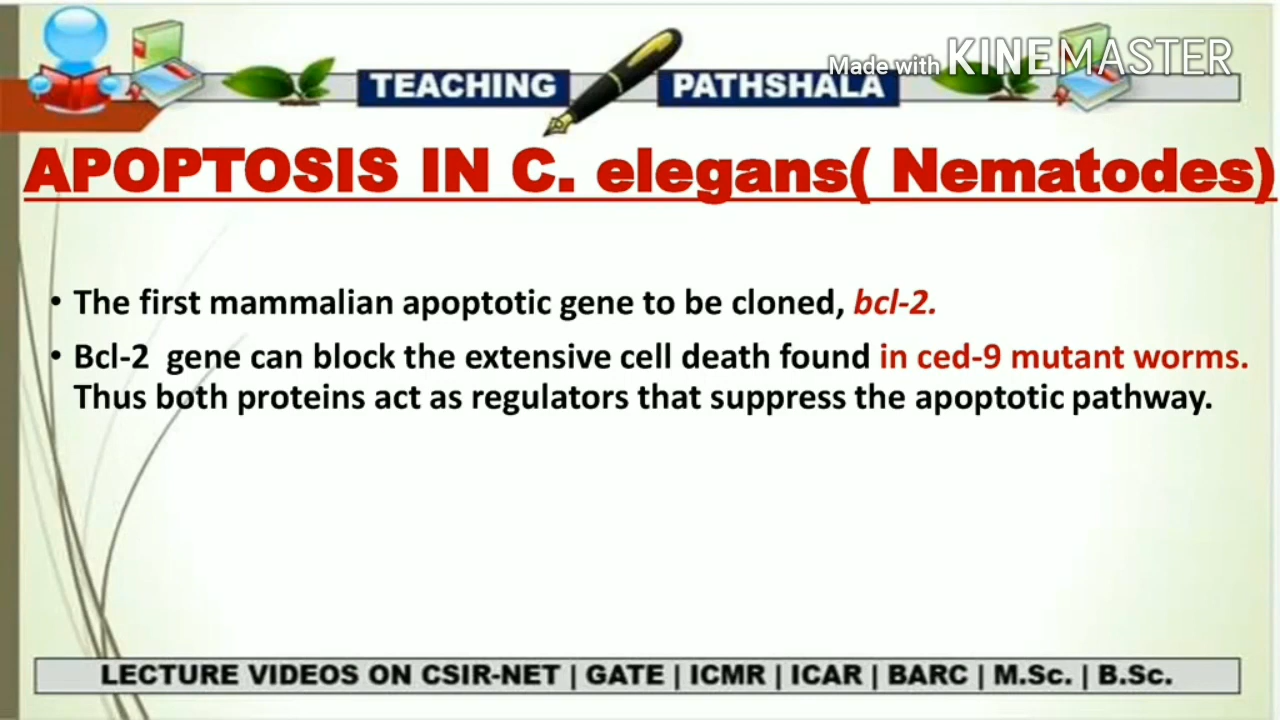 TEACHING PATHSHALA
Made with KINEMASTER
APOPTOSIS IN C. elegans( Nematodes)
• The first mammalian apoptotic gene to be cloned, bcl-2.
• Bcl-2 gene can block the extensive cell death found in ced-9 mutant worms.
Thus both proteins act as regulators that suppress the apoptotic pathway.
LECTURE VIDEOS ON CSIR-NET | GATE | ICMR | ICAR | BARC | M.Sc. | B.Sc.